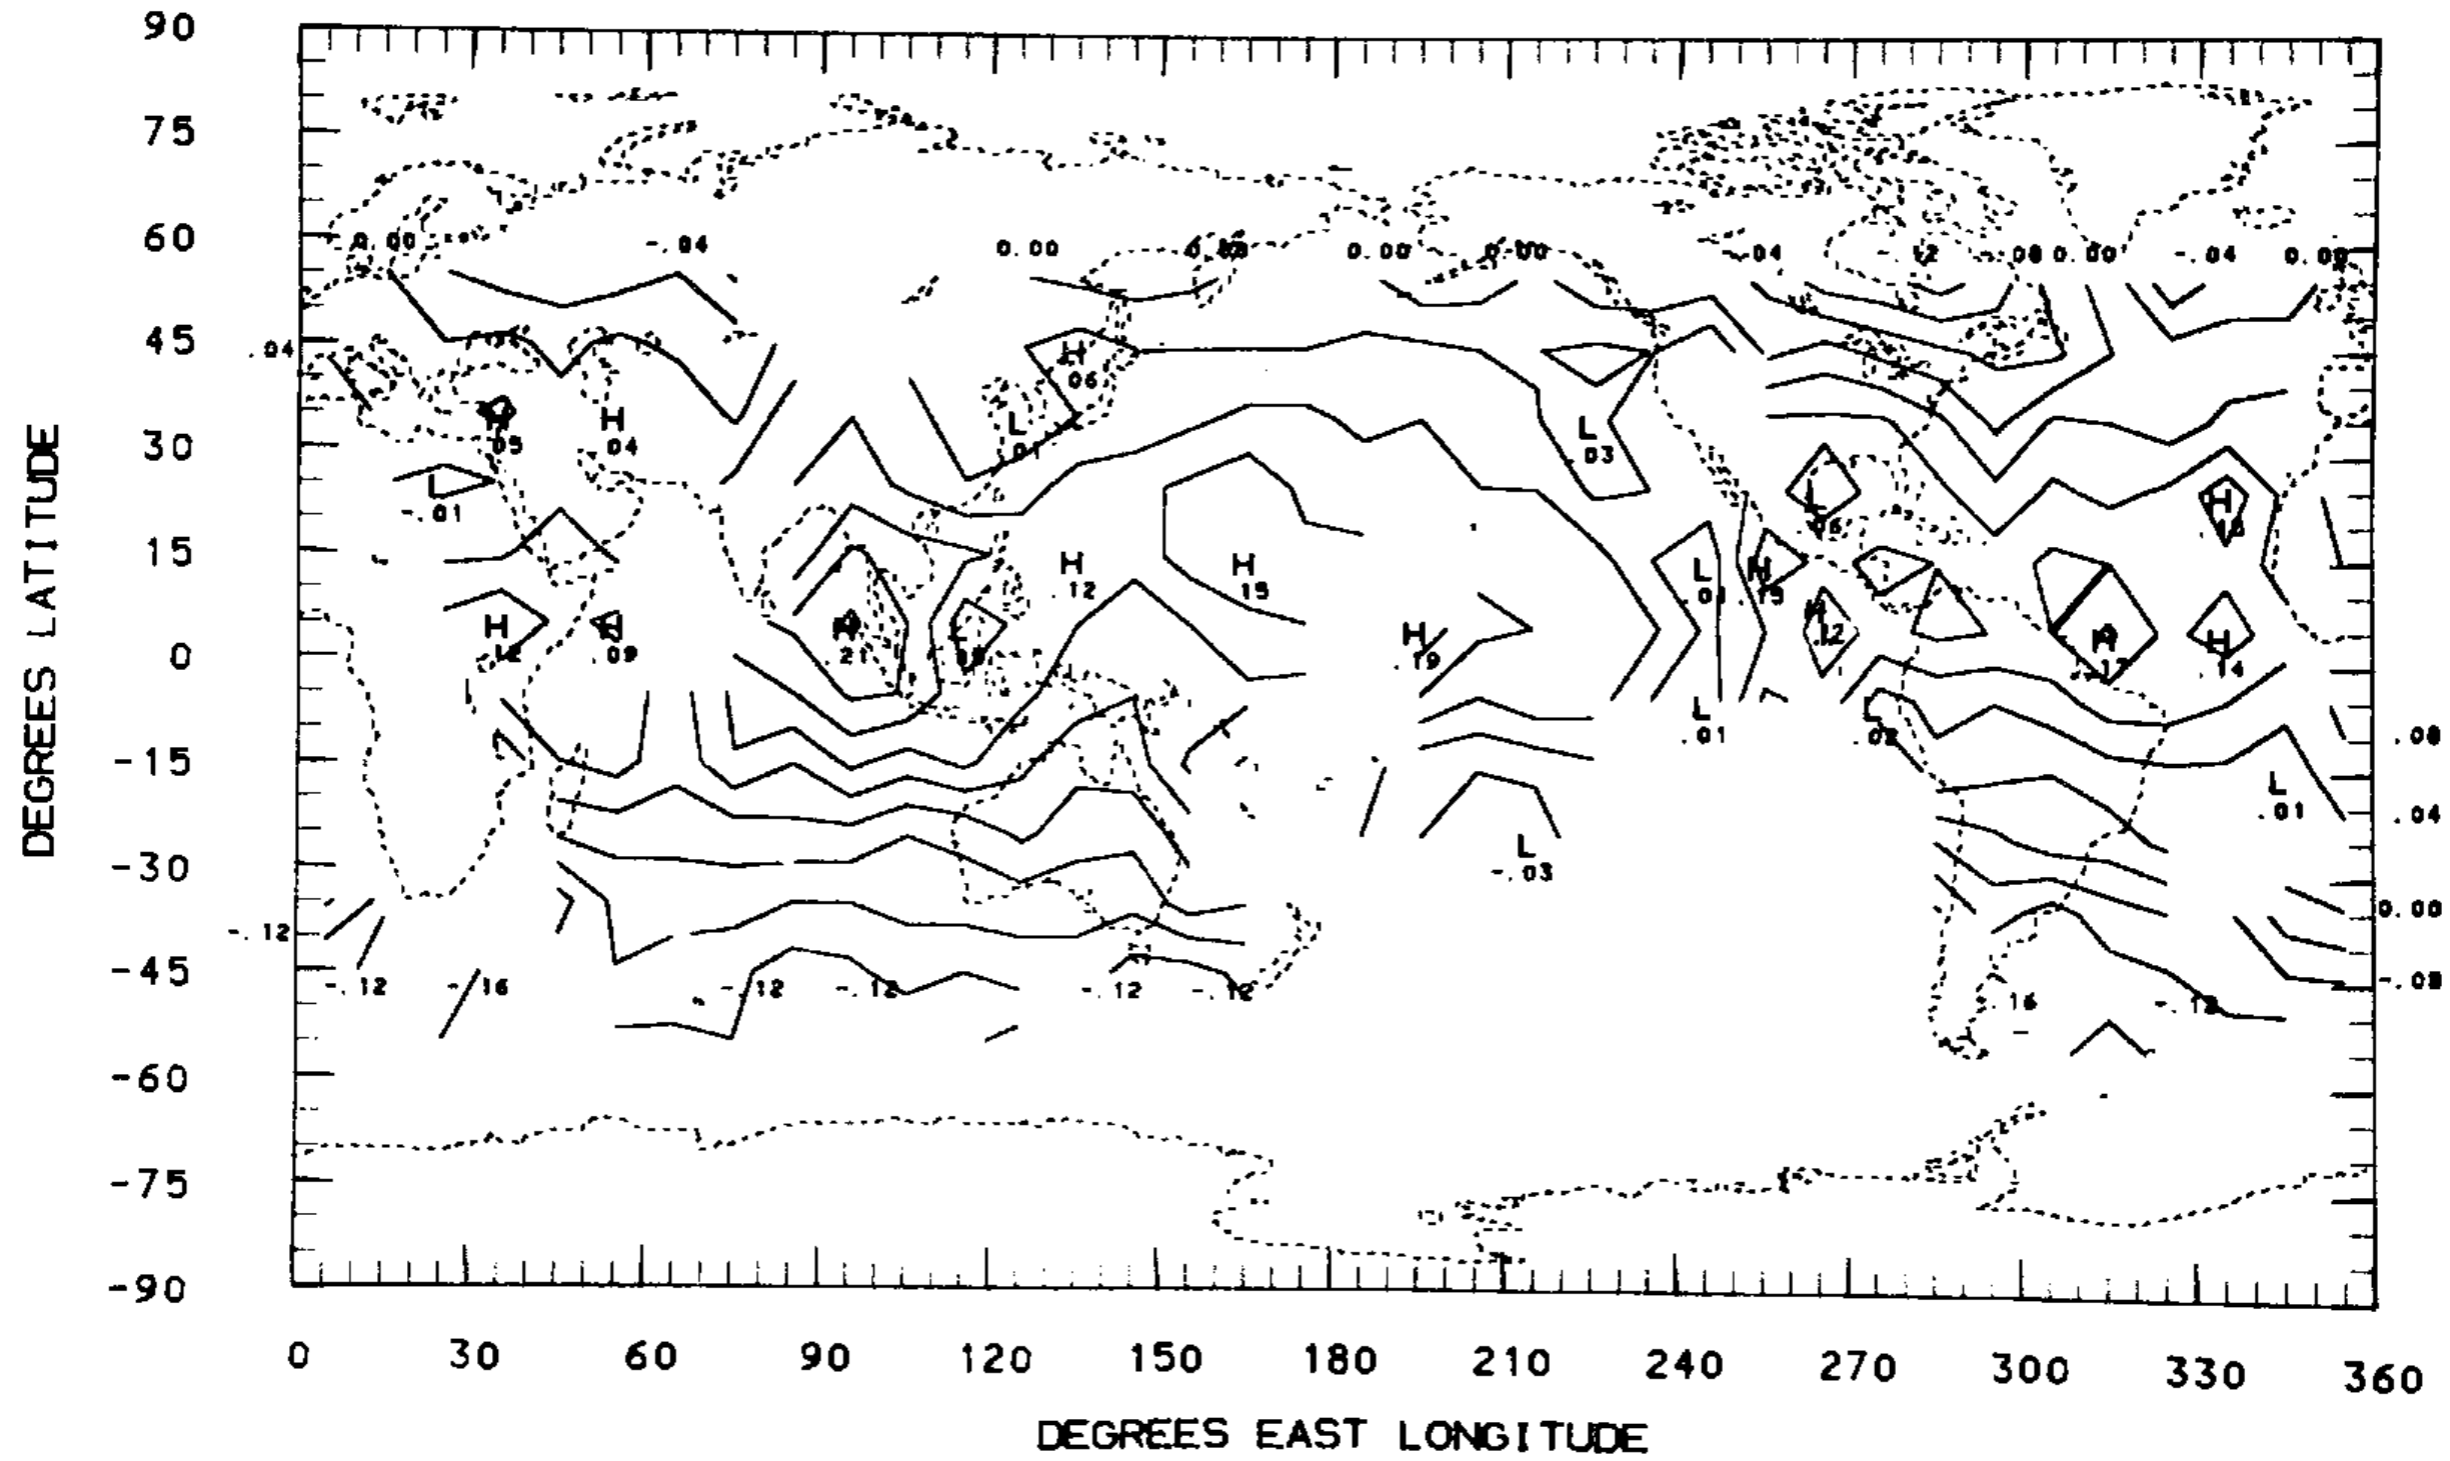 90
75
60
45
30
15
0
-15
-30
-45
-60
-75
-90
DEGREES LATITUDE
0.00 -.04 0.00 0.00 0.00 -.04 -.12 0.00 -.04 0.00
.04
H .06
H .05
H .04
L .01
L .03
L -.01
L .06
H
H .12
H .15
L
H .15
H .12
H .09
H .21
H .19
H .12
H .17
H .14
L .01
L .02
.08
L .01
.04
L -.03
0.00
-.12
-.08
-.12 -.16 -.12 -.12 -.12 -.12 .16 -.12
0 30 60 90 120 150 180 210 240 270 300 330 360
DEGREES EAST LONGITUDE